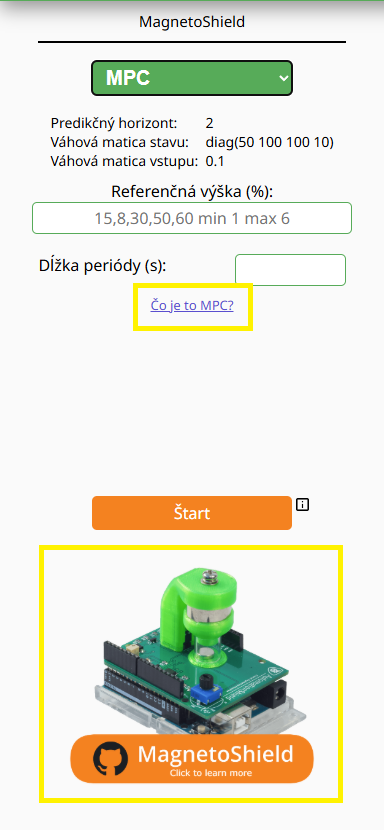 MagnetoShield
MPC
Predikčný horizont: 2
Váhová matica stavu: diag(50 100 100 10)
Váhová matica vstupu: 0.1
Referenčná výška (%):
15,8,30,50,60 min 1 max 6
Dĺžka periódy (s):
Čo je to MPC?
Štart
MagnetoShield
Click to learn more